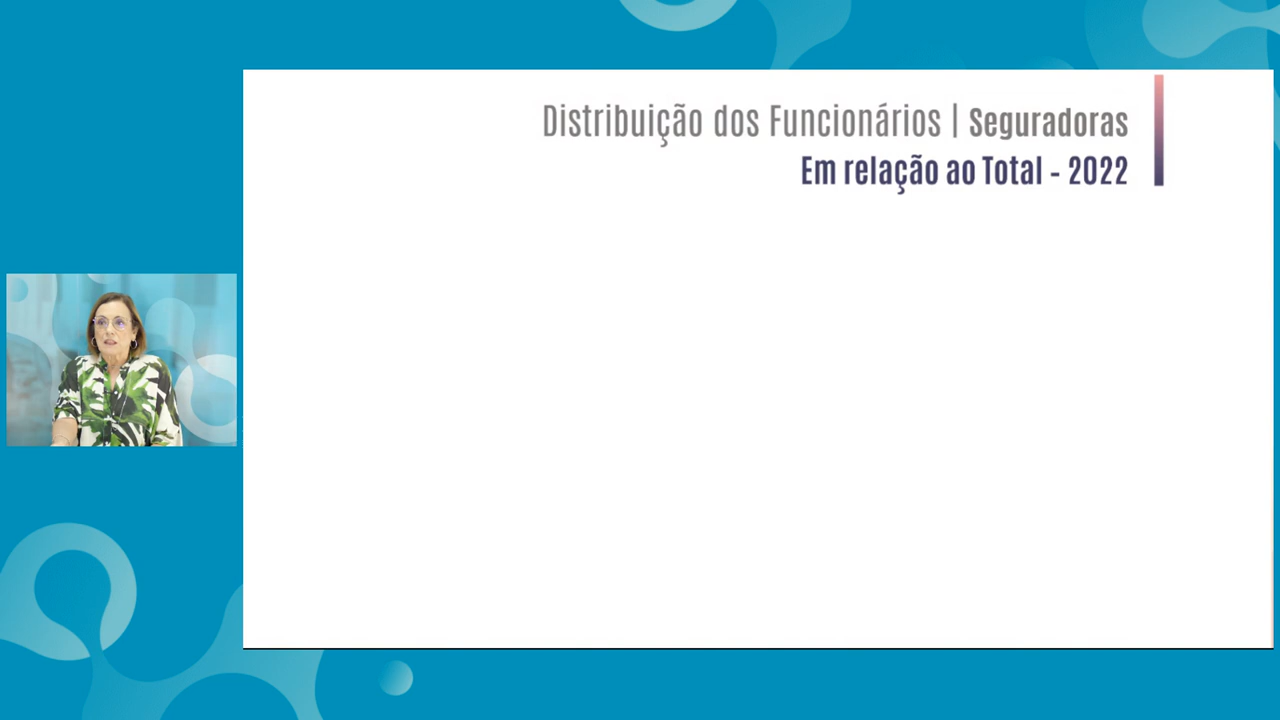 Distribuição dos Funcionários | Seguradoras
Em relação ao Total - 2022